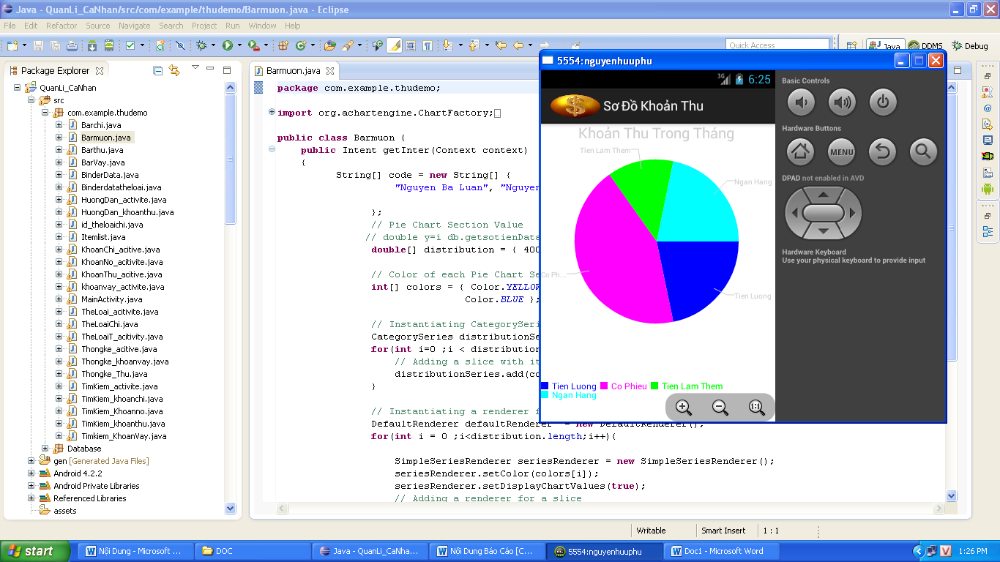 Java - QuanLi_CaNhan/src/com/example/thudemo/Barmuon.java - Eclipse
File Edit Refactor Source Navigate Search Project Run Window Help
Quick Access
Java DDMS Debug
Package Explorer
QuanLi_CaNhan
src
com.example.thudemo
Barchi.java
Barmuon.java
Barthu.java
BarVay.java
BinderData.java
Binderdatatheloai.java
HuongDan_activite.java
HuongDan_khoanthu.java
id_theloaichi.java
Itemlist.java
KhoanChi_acitive.java
KhoanNo_acitivite.java
KhoanThu_acitive.java
khoanvay_acitivite.java
MainActivity.java
TheLoai_acitivite.java
TheLoaiChi.java
TheLoaiT_acitivity.java
Thongke_acitive.java
Thongke_khoanvay.java
Thongke_Thu.java
TimKiem_activite.java
TimKiem_khoanchi.java
TimKiem_Khoanno.java
TimKiem_khoanthu.java
Timkiem_KhoanVay.java
Database
gen [Generated Java Files]
Android 4.2.2
Android Private Libraries
Referenced Libraries
assets
Barmuon.java
package com.example.thudemo;
import org.achartengine.ChartFactory;
public class Barmuon {
public Intent getInter(Context context)
{
String[] code = new String[] {
"Nguyen Ba Luan", "Nguye
};
// Pie Chart Section Value
// double y=i db.getsotienData
double[] distribution = { 400
// Color of each Pie Chart Se
int[] colors = { Color.YELLOW
Color.BLUE };
// Instantiating CategorySeri
CategorySeries distributionSe
for(int i=0 ;i < distribution
// Adding a slice with it
distributionSeries.add(co
}
// Instantiating a renderer f
DefaultRenderer defaultRenderer = new DefaultRenderer();
for(int i = 0 ;i<distribution.length;i++){
SimpleSeriesRenderer seriesRenderer = new SimpleSeriesRenderer();
seriesRenderer.setColor(colors[i]);
seriesRenderer.setDisplayChartValues(true);
// Adding a renderer for a slice
5554:nguyenhuuphu
3G 6:25
Sơ Đồ Khoản Thu
Khoản Thu Trong Tháng
Tien Lam Them
Ngan Hang
Co Ph...
Tien Luong
Tien Luong Co Phieu Tien Lam Them
Ngan Hang
1:1
Basic Controls
Hardware Buttons
MENU
DPAD not enabled in AVD
Hardware Keyboard
Use your physical keyboard to provide input
Writable Smart Insert 1 : 1
start
Nội Dung - Microsoft ...
DOC
Java - QuanLi_CaNha...
Nội Dung Báo Cáo [C...
5554:nguyenhuuphu
Doc1 - Microsoft Word
V
1:26 PM